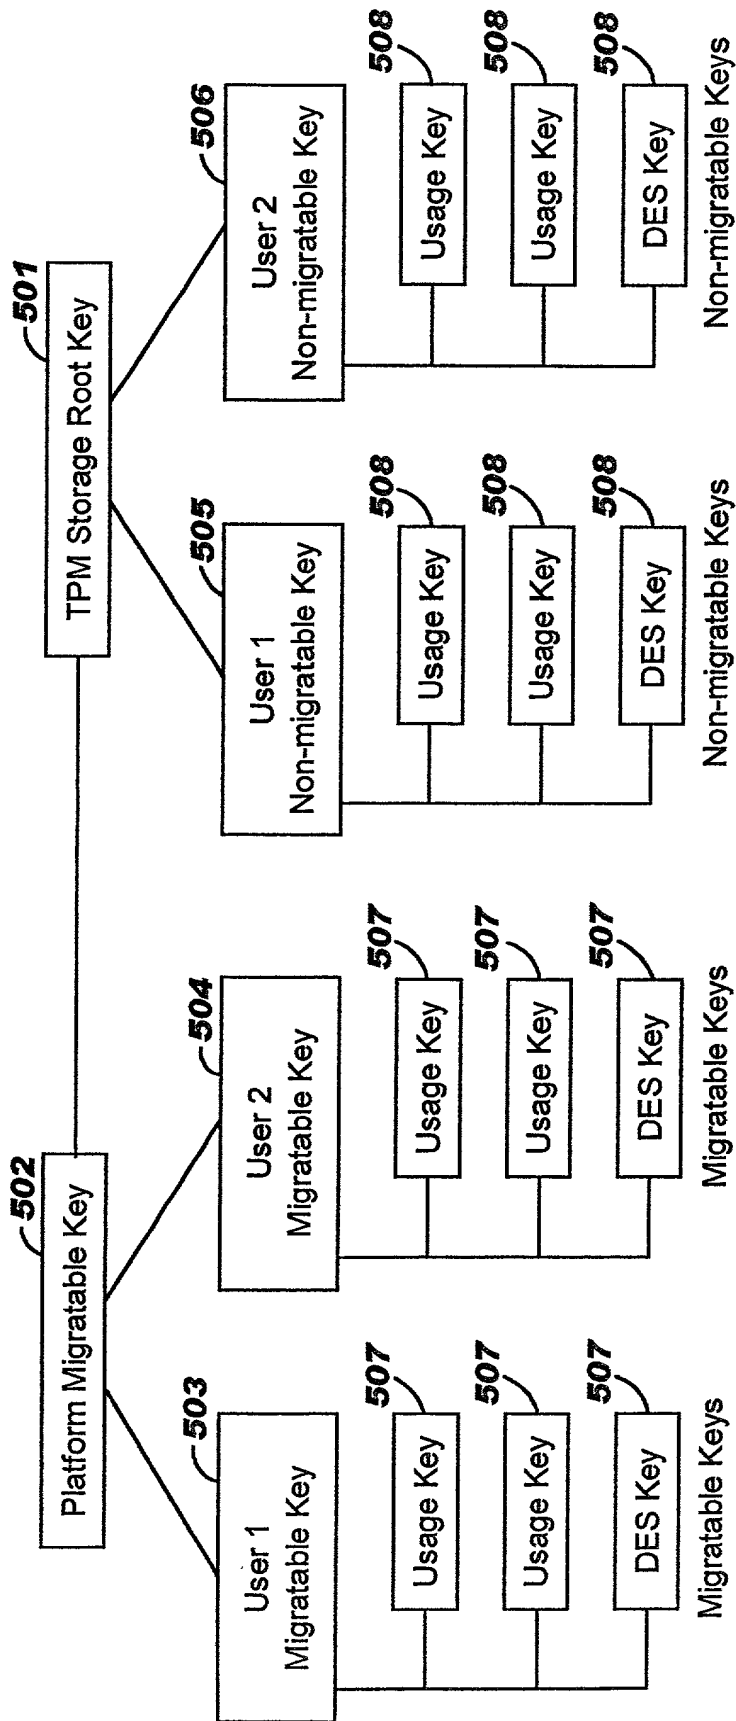 502
Platform Migratable Key
501
TPM Storage Root Key
503
User 1
Migratable Key
504
User 2
Migratable Key
505
User 1
Non-migratable Key
506
User 2
Non-migratable Key
507
Usage Key
507
Usage Key
508
Usage Key
508
Usage Key
507
Usage Key
507
Usage Key
508
Usage Key
508
Usage Key
507
DES Key
507
DES Key
508
DES Key
508
DES Key
Migratable Keys
Migratable Keys
Non-migratable Keys
Non-migratable Keys